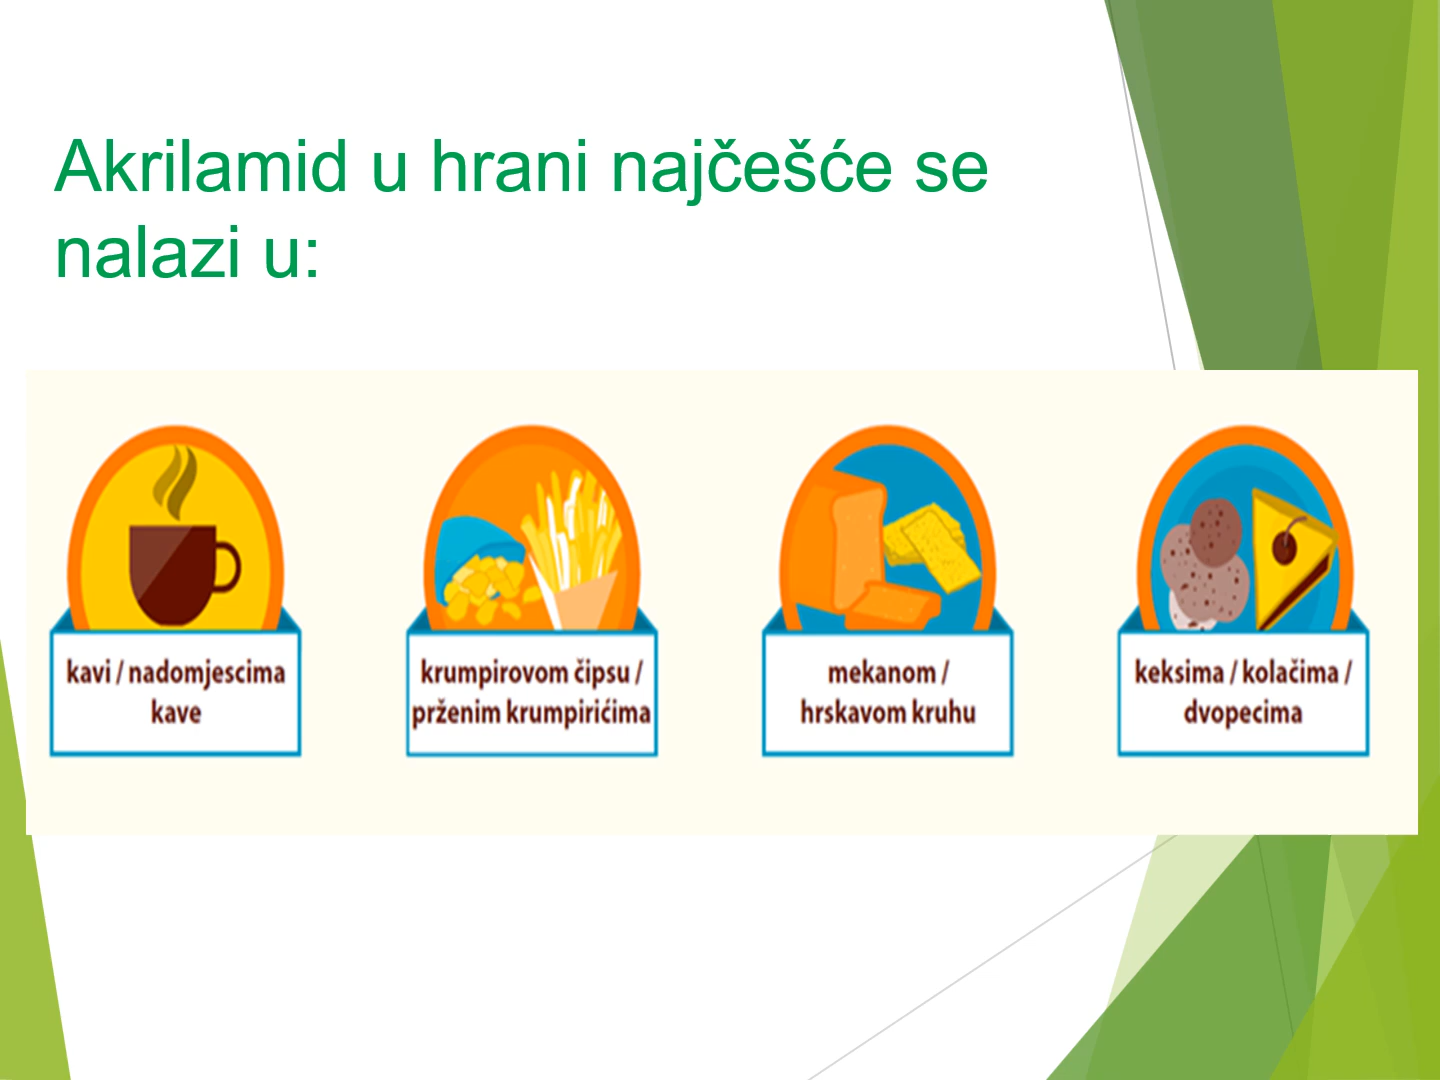 Akrilamid u hrani najčešće se
nalazi u:
kavi / nadomjescima
kave
krumpirovom čipsu /
prženim krumpirićima
mekanom /
hrskavom kruhu
keksima / kolačima /
dvopecima